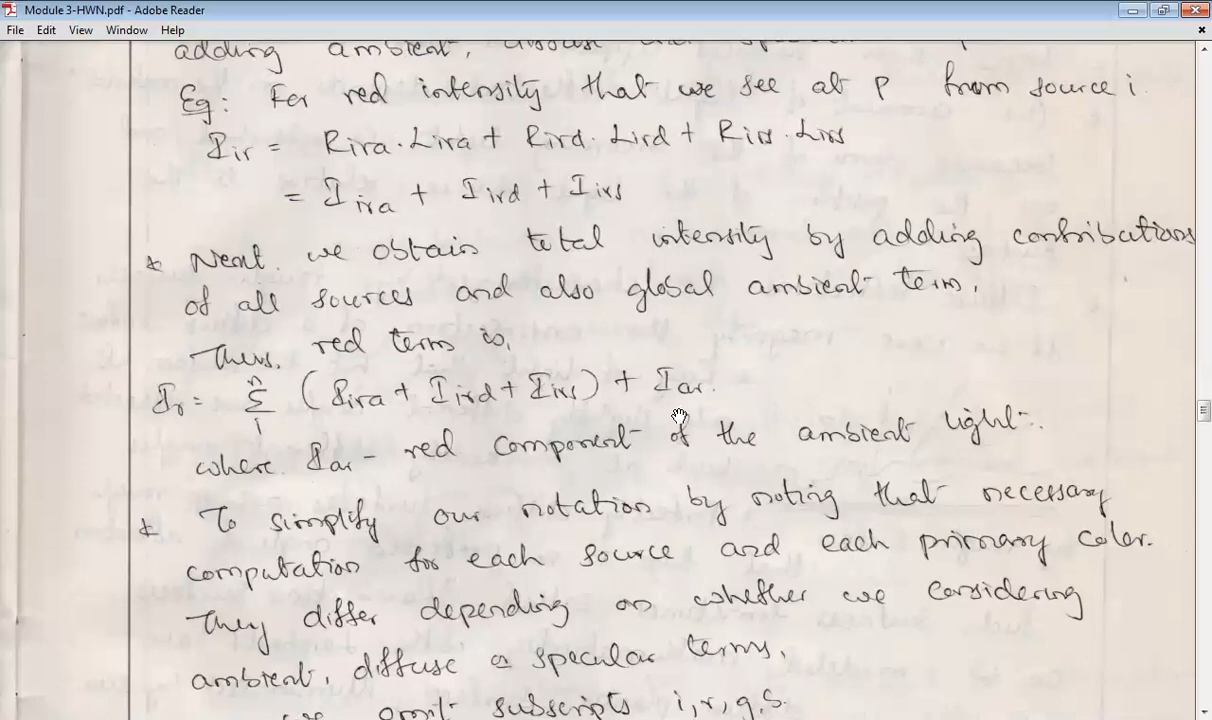 Module 3-HWN.pdf - Adobe Reader
File Edit View Window Help
adding ambient,
Eg: For red intensity that we see at P from source i
Iir = Rira.Lira + Rird.Lird + Rirs.Lirs
= Iira + Iird + Iirs
* Next we obtain total intensity by adding contributions
of all sources and also global ambient term.
Thus, red term is,
Ir = n Σ i (Iira + Iird + Iirs) + Iar.
where Iar - red component of the ambient light.
* To simplify our notation by noting that necessary
computation for each source and each primary color.
They differ depending on whether we considering
ambient, diffuse or specular terms.
we omit subscripts i,r,g,s.